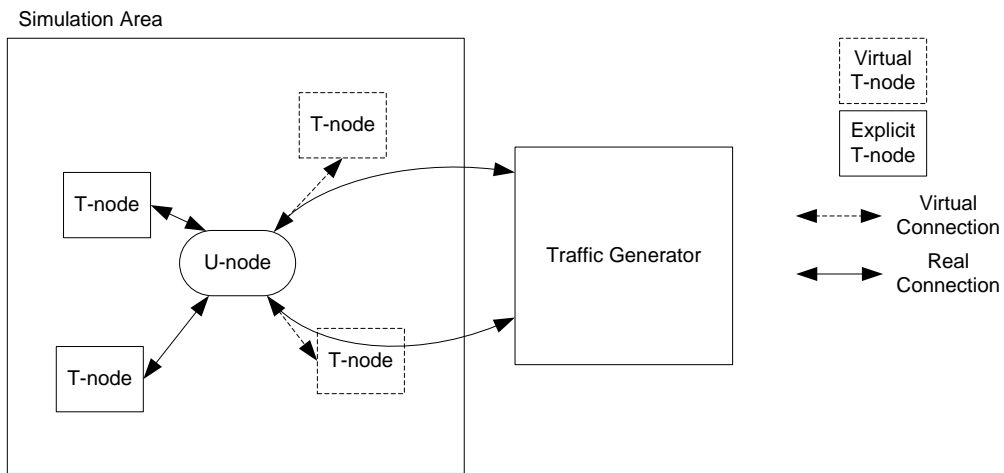 Simulation Area
T-node
T-node
U-node
T-node
T-node
Traffic Generator
Virtual
T-node
Explicit
T-node
Virtual
Connection
Real
Connection